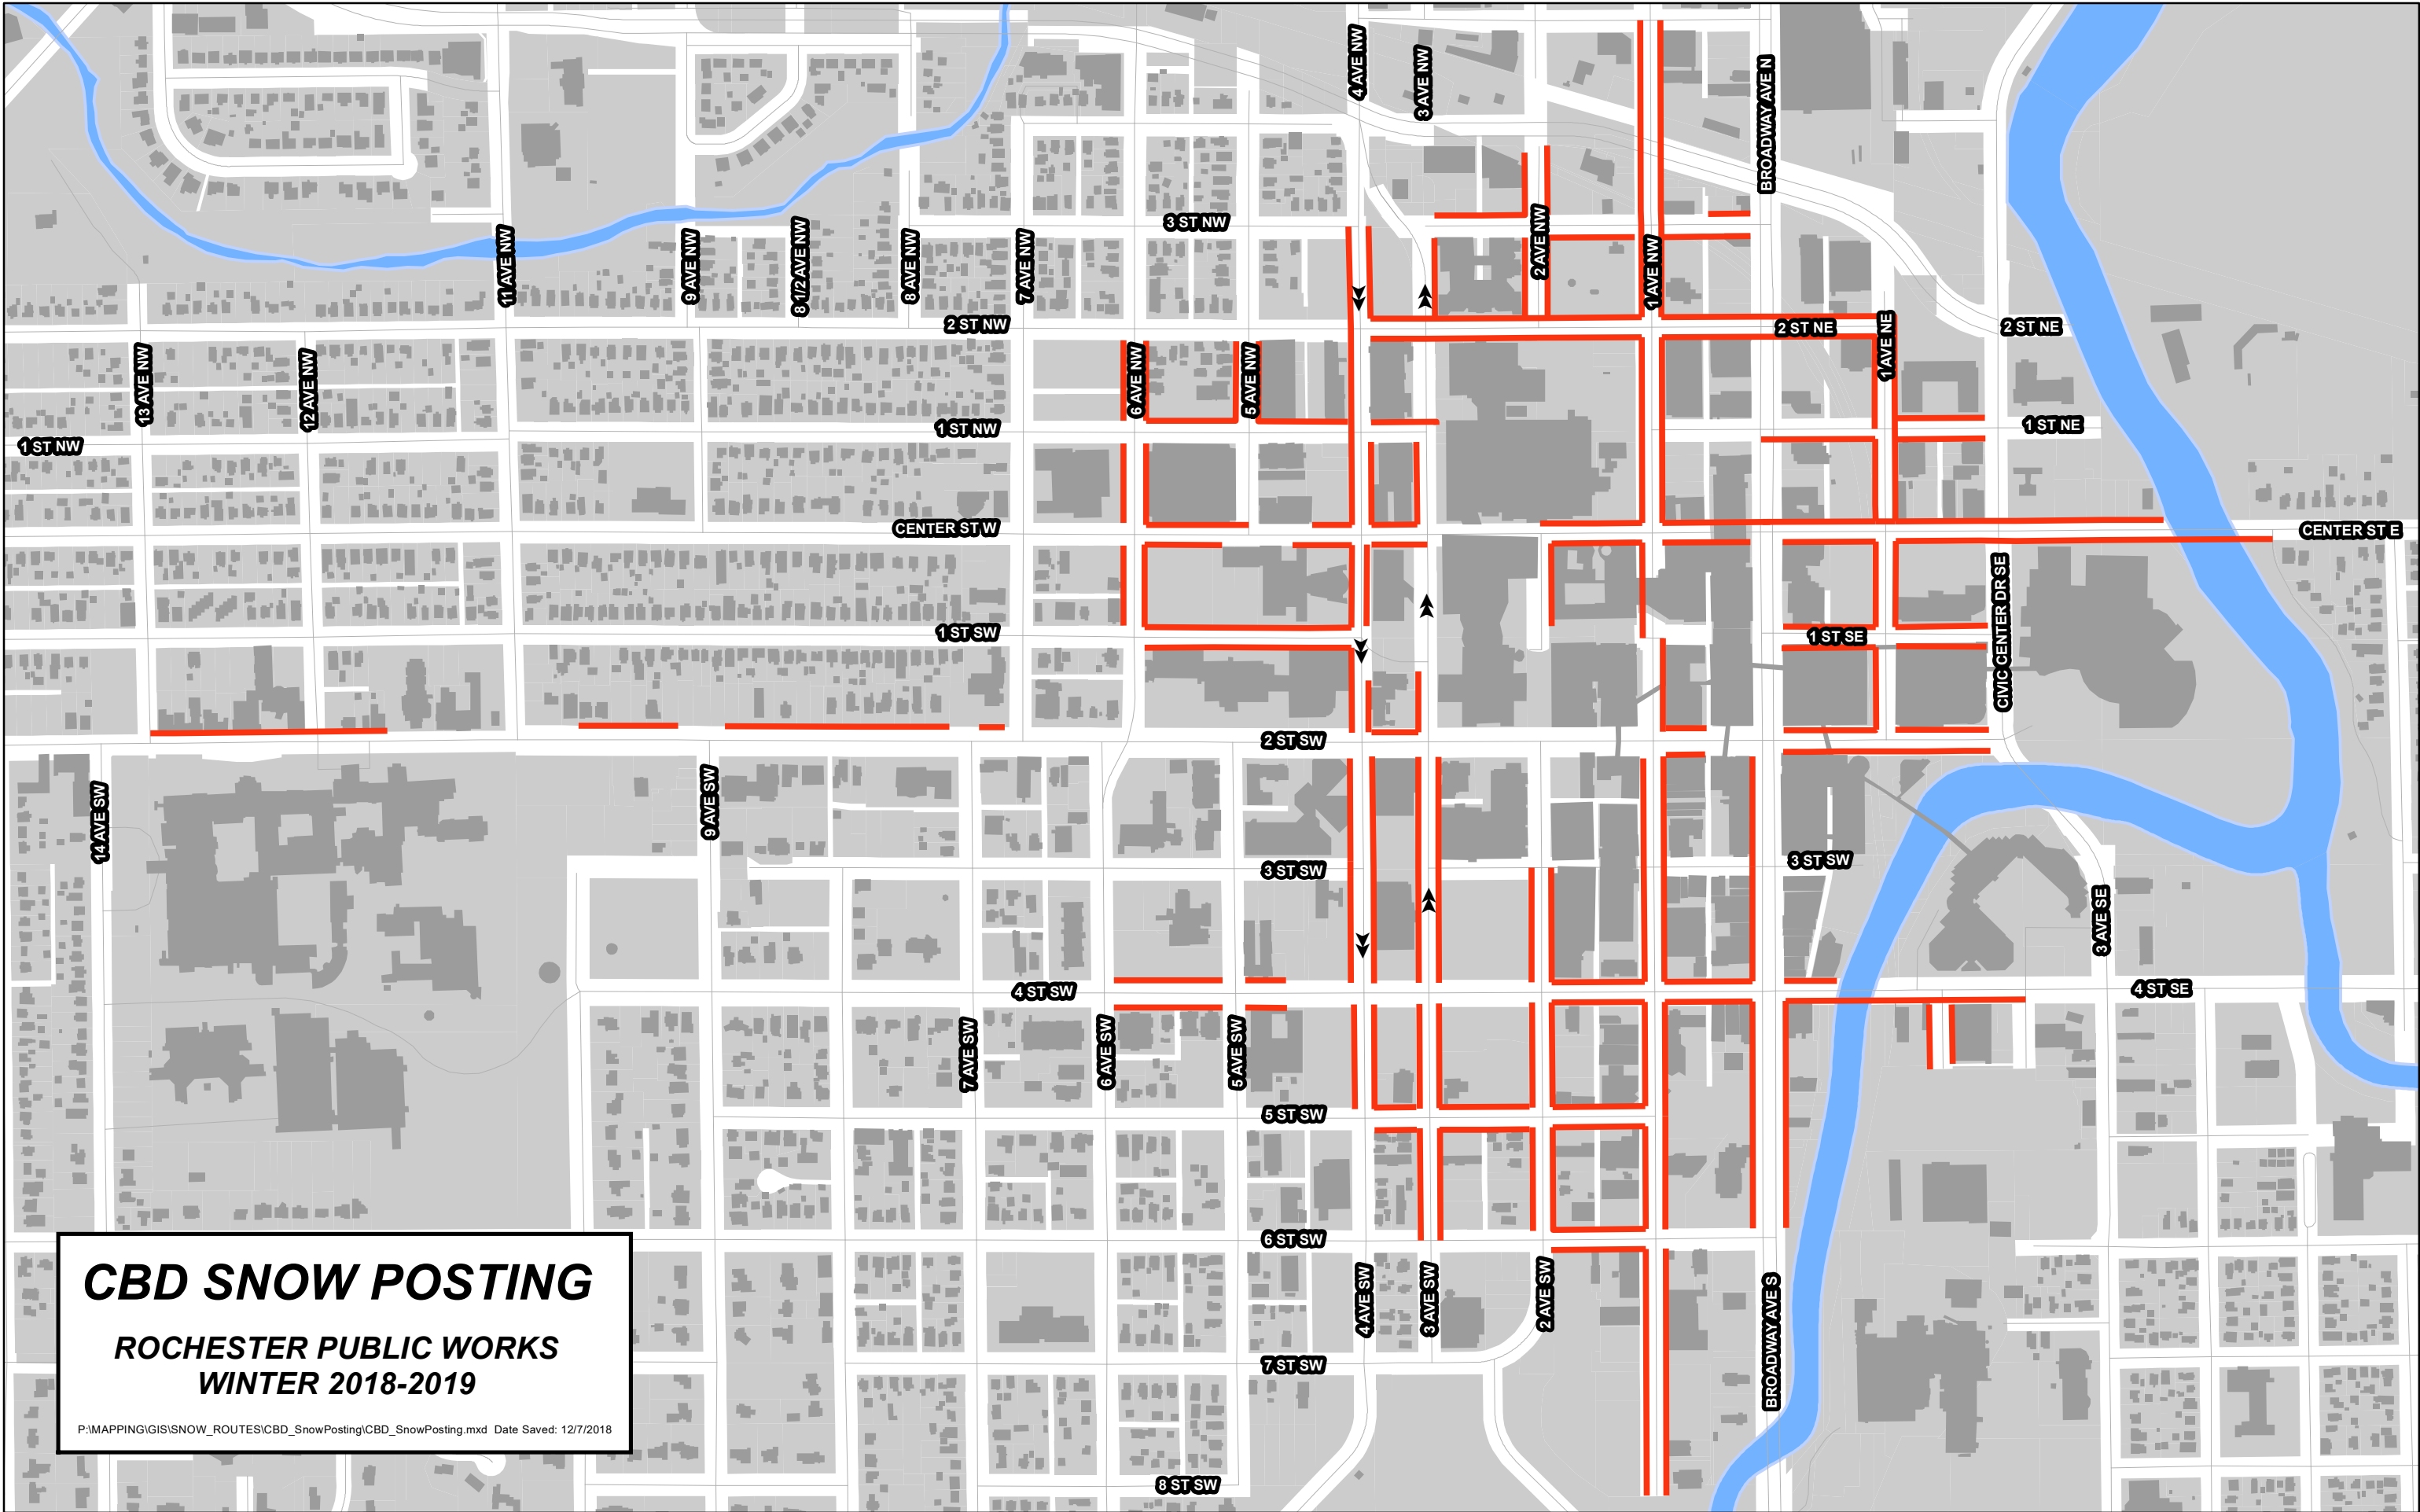 4 AVE NW
3 AVE NW
BROADWAY AVE N
3 ST NW
11 AVE NW
9 AVE NW
8 1/2 AVE NW
8 AVE NW
7 AVE NW
2 AVE NW
1 AVE NW
2 ST NW
2 ST NE
1 AVE NE
2 ST NE
13 AVE NW
12 AVE NW
6 AVE NW
5 AVE NW
1 ST NW
1 ST NW
1 ST NE
CENTER ST W
CENTER ST E
1 ST SW
1 ST SE
CIVIC CENTER DR SE
2 ST SW
14 AVE SW
9 AVE SW
3 ST SW
3 ST SW
3 AVE SE
4 ST SW
4 ST SE
7 AVE SW
6 AVE SW
5 AVE SW
5 ST SW
6 ST SW
4 AVE SW
3 AVE SW
2 AVE SW
BROADWAY AVE S
7 ST SW
8 ST SW
CBD SNOW POSTING
ROCHESTER PUBLIC WORKS
WINTER 2018-2019
P:\MAPPING\GIS\SNOW_ROUTES\CBD_SnowPosting\CBD_SnowPosting.mxd Date Saved: 12/7/2018